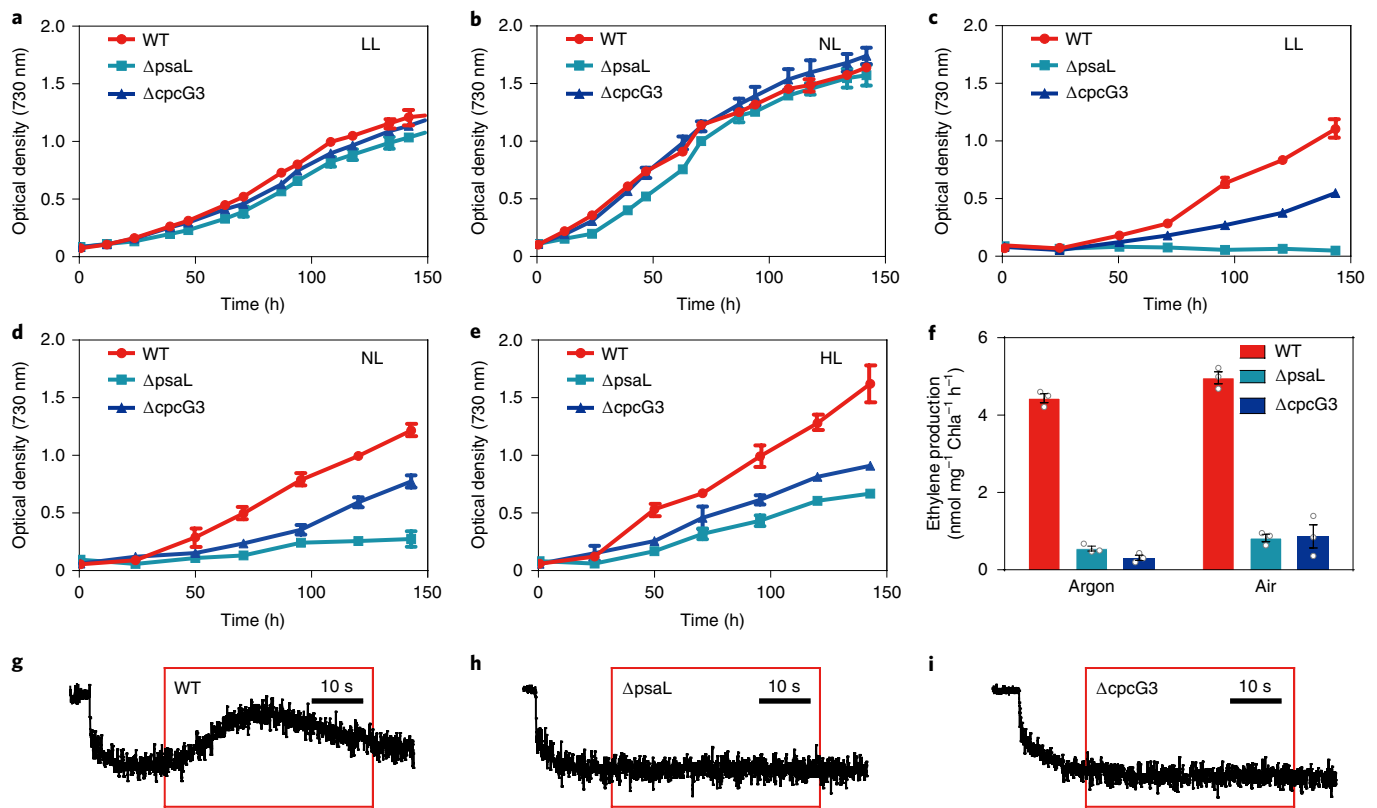 a
2.0
1.5
1.0
0.5
0
0 50 100 150
Optical density (730 nm)
Time (h)
WT
ΔpsaL
ΔcpcG3
LL
b
2.0
1.5
1.0
0.5
0
0 50 100 150
Optical density (730 nm)
Time (h)
WT
ΔpsaL
ΔcpcG3
NL
c
2.0
1.5
1.0
0.5
0
0 50 100 150
Optical density (730 nm)
Time (h)
WT
ΔpsaL
ΔcpcG3
LL
d
2.0
1.5
1.0
0.5
0
0 50 100 150
Optical density (730 nm)
Time (h)
WT
ΔpsaL
ΔcpcG3
NL
e
2.0
1.5
1.0
0.5
0
0 50 100 150
Optical density (730 nm)
Time (h)
WT
ΔpsaL
ΔcpcG3
HL
f
6
4
2
0
Ethylene production
(nmol mg⁻¹ Chla⁻¹ h⁻¹)
WT
ΔpsaL
ΔcpcG3
Argon Air
g
WT
10 s
h
ΔpsaL
10 s
i
ΔcpcG3
10 s